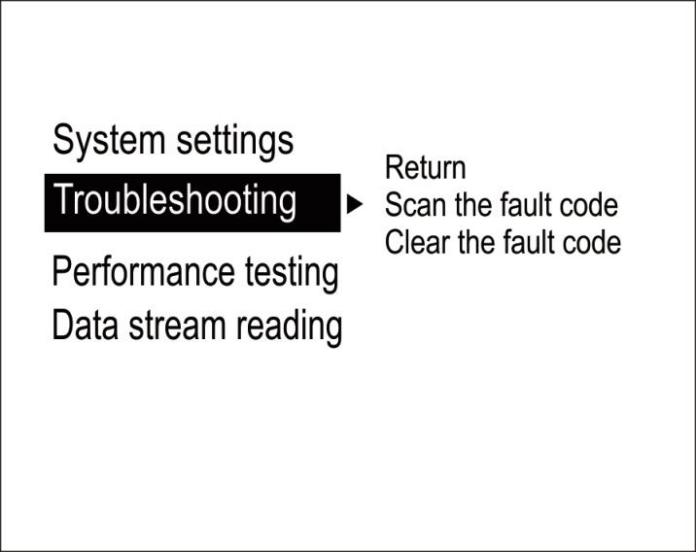 System settings
Troubleshooting
Performance testing
Data stream reading
Return
Scan the fault code
Clear the fault code